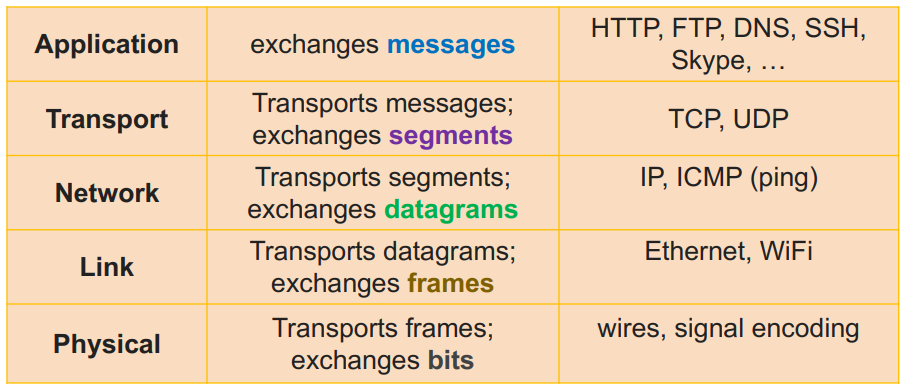 Application
exchanges messages
HTTP, FTP, DNS, SSH,
Skype, …
Transport
Transports messages;
exchanges segments
TCP, UDP
Network
Transports segments;
exchanges datagrams
IP, ICMP (ping)
Link
Transports datagrams;
exchanges frames
Ethernet, WiFi
Physical
Transports frames;
exchanges bits
wires, signal encoding